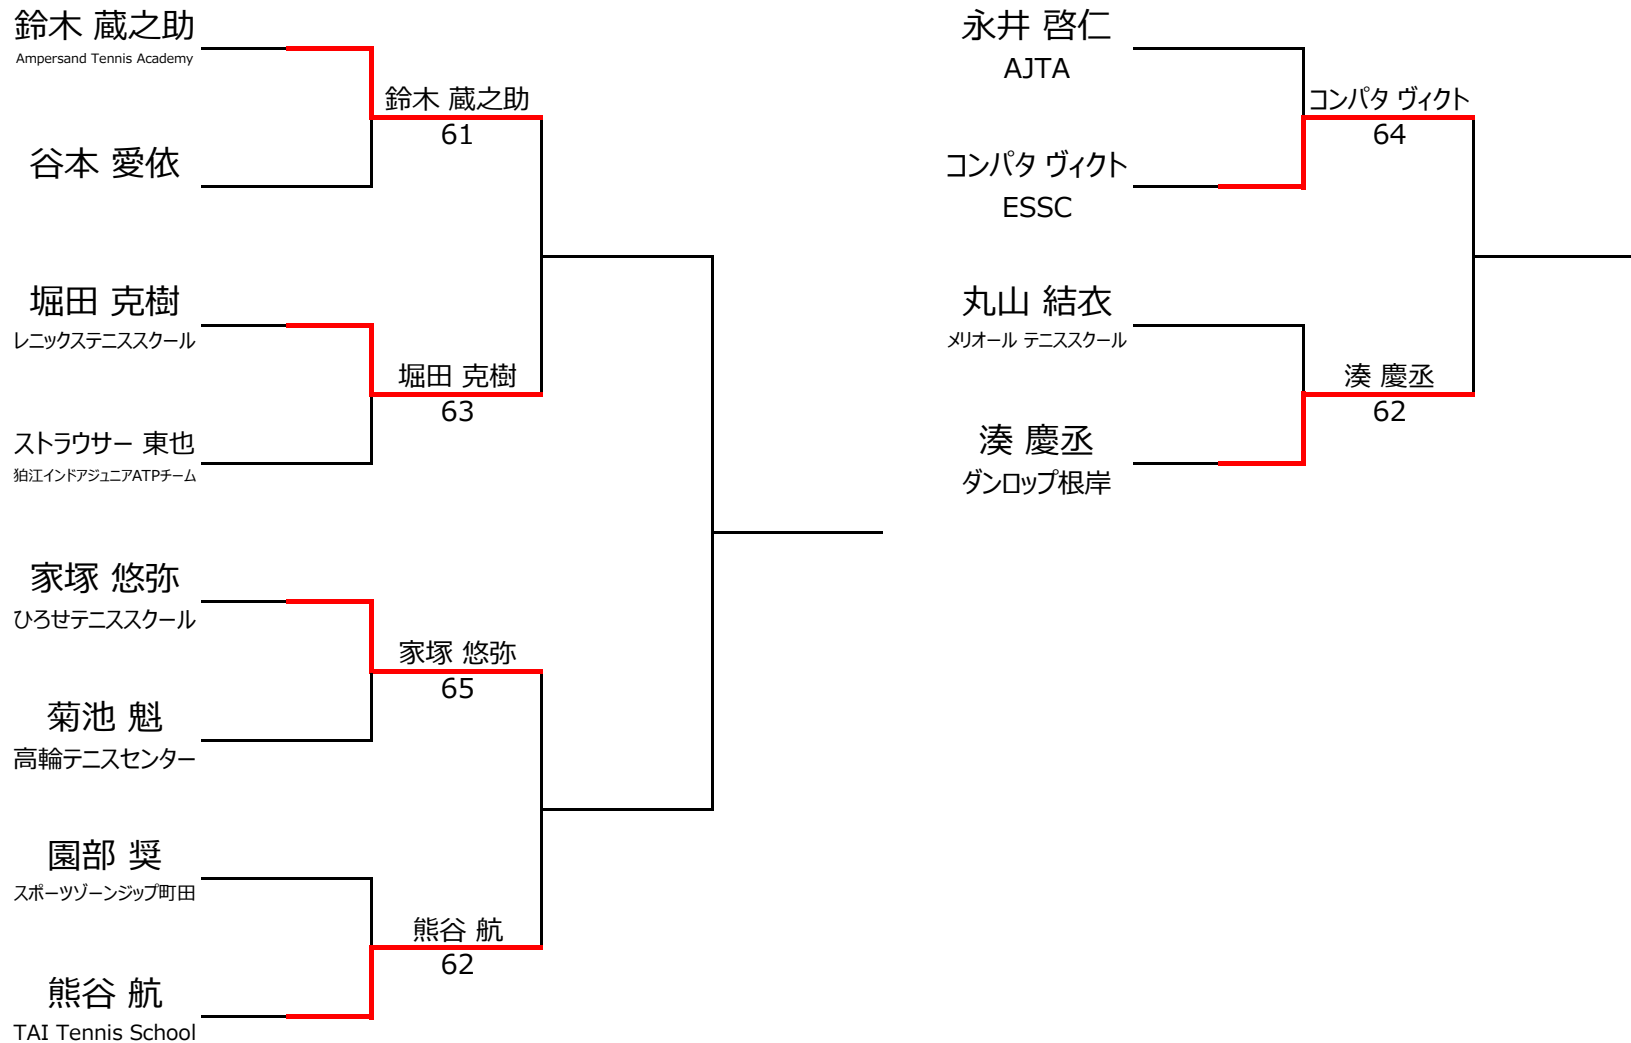 鈴木 蔵之助
Ampersand Tennis Academy
鈴木 蔵之助
61
谷本 愛依
堀田 克樹
レニックステニススクール
堀田 克樹
63
ストラウサー 東也
狛江インドアジュニアATPチーム
家塚 悠弥
ひろせテニススクール
家塚 悠弥
65
菊池 魁
高輪テニスセンター
園部 奨
スポーツゾーンジップ町田
熊谷 航
62
熊谷 航
TAI Tennis School
永井 啓仁
AJTA
コンパタ ヴィクト
64
コンパタ ヴィクト
ESSC
丸山 結衣
メリオール テニススクール
湊 慶丞
62
湊 慶丞
ダンロップ根岸